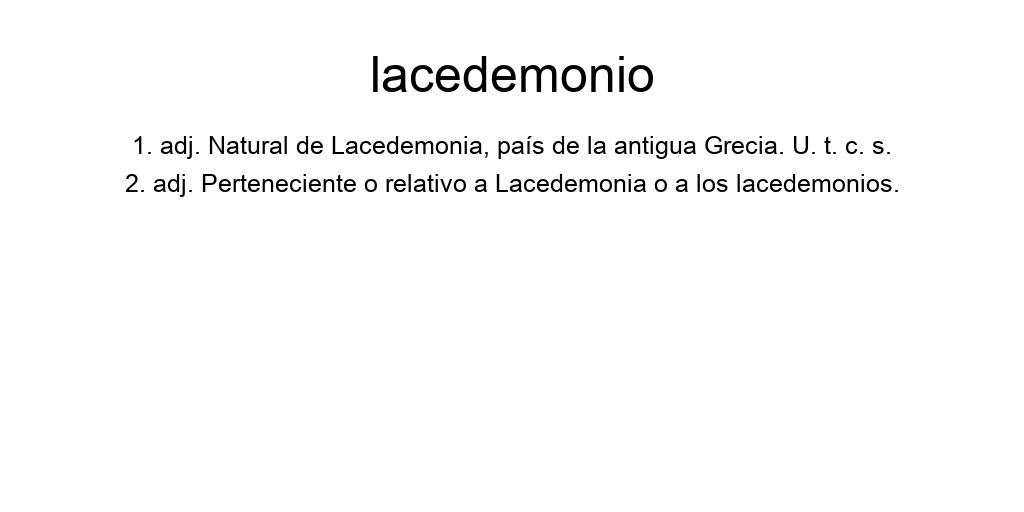 lacedemonio
1. adj. Natural de Lacedemonia, país de la antigua Grecia. U. t. c. s.
2. adj. Perteneciente o relativo a Lacedemonia o a los lacedemonios.